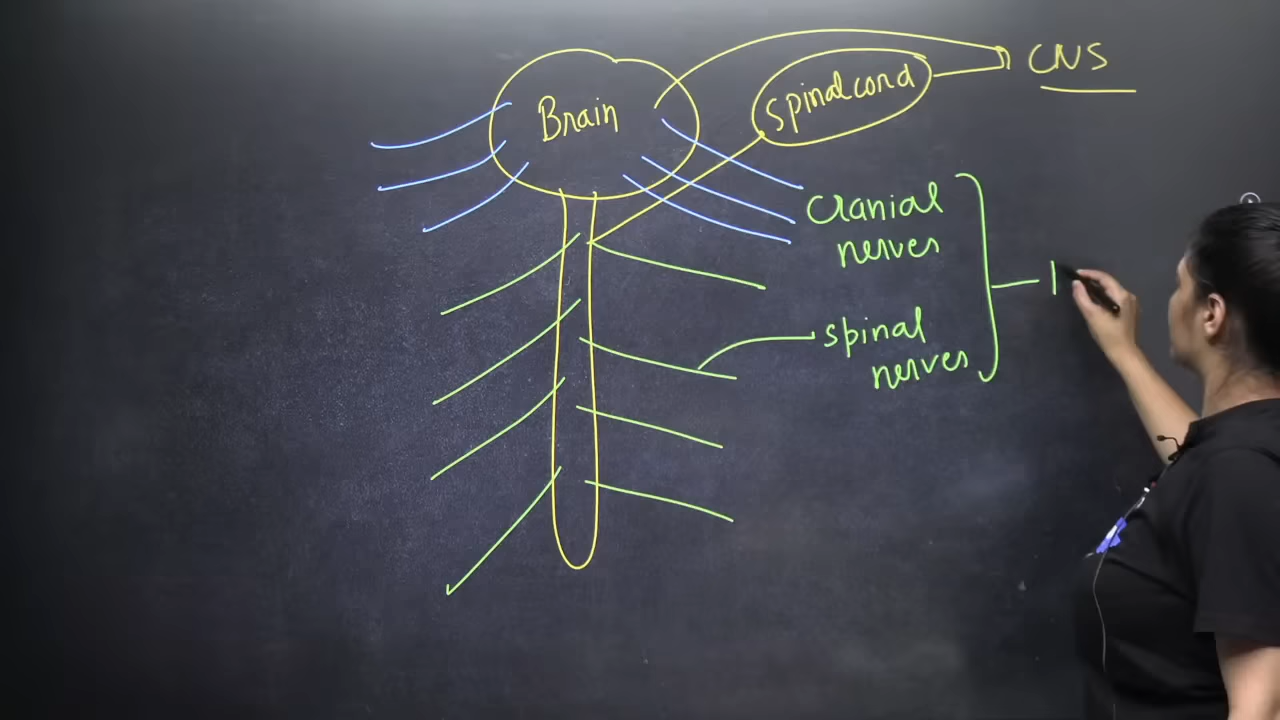 CNS
spinalcord
Brain
cranial
nerves
spinal
nerves